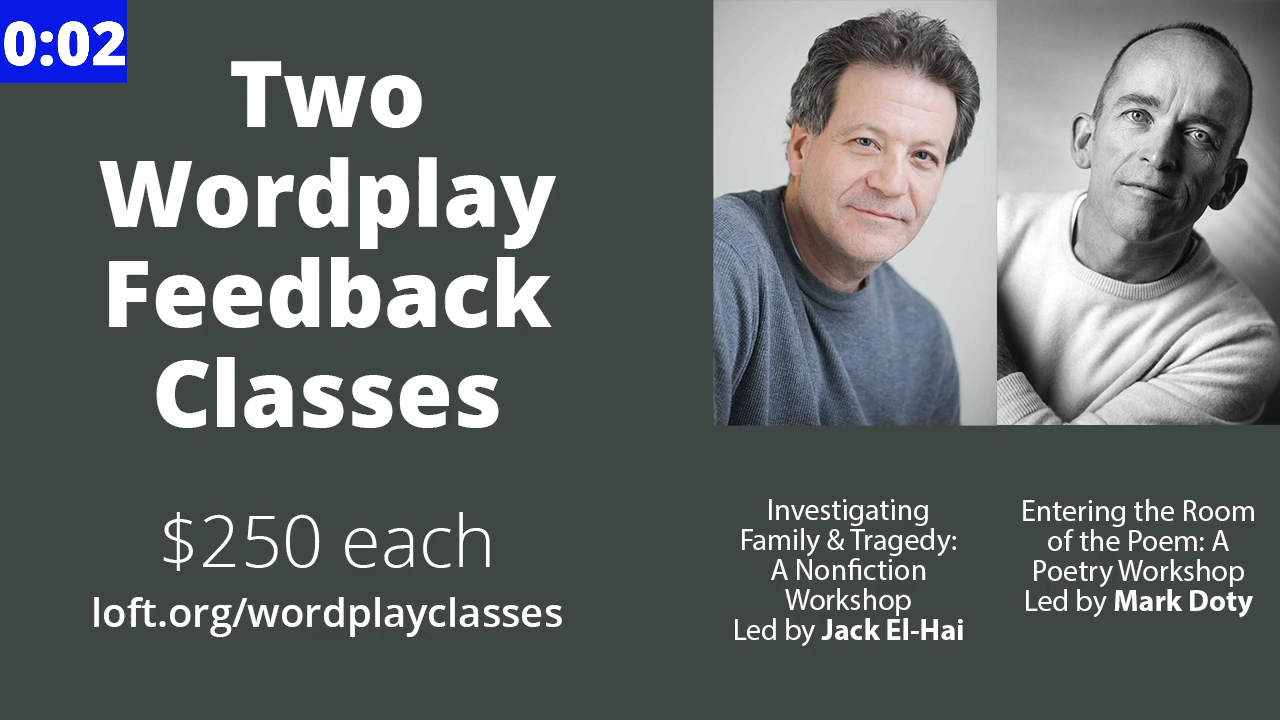 0:02
Two
Wordplay
Feedback
Classes
$250 each
loft.org/wordplayclasses
Investigating
Family & Tragedy:
A Nonfiction
Workshop
Led by Jack El-Hai
Entering the Room
of the Poem: A
Poetry Workshop
Led by Mark Doty